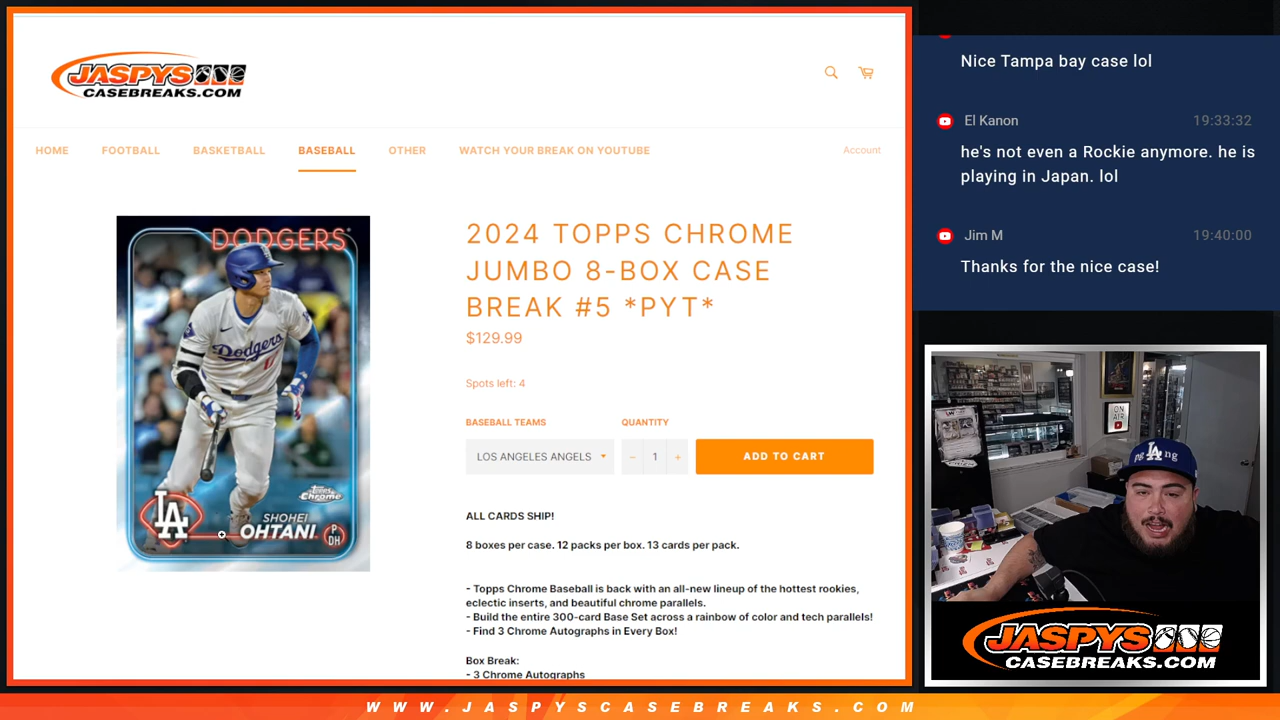 JASPYS
CASEBREAKS.COM
HOME
FOOTBALL
BASKETBALL
BASEBALL
OTHER
WATCH YOUR BREAK ON YOUTUBE
Account
DODGERS
Dodgers
17
LA
Topps
Chrome
SHOHEI
OHTANI
P
DH
2024 TOPPS CHROME
JUMBO 8-BOX CASE
BREAK #5 *PYT*
$129.99
Spots left: 4
BASEBALL TEAMS
QUANTITY
LOS ANGELES ANGELS
− 1 +
ADD TO CART
ALL CARDS SHIP!
8 boxes per case. 12 packs per box. 13 cards per pack.
- Topps Chrome Baseball is back with an all-new lineup of the hottest rookies,
eclectic inserts, and beautiful chrome parallels.
- Build the entire 300-card Base Set across a rainbow of color and tech parallels!
- Find 3 Chrome Autographs in Every Box!
Box Break:
- 3 Chrome Autographs
Nice Tampa bay case lol
El Kanon
19:33:32
he's not even a Rockie anymore. he is
playing in Japan. lol
Jim M
19:40:00
Thanks for the nice case!
ON
AIR
LA
JASPYS
CASEBREAKS.COM
WWW.JASPYSCASEBREAKS.COM